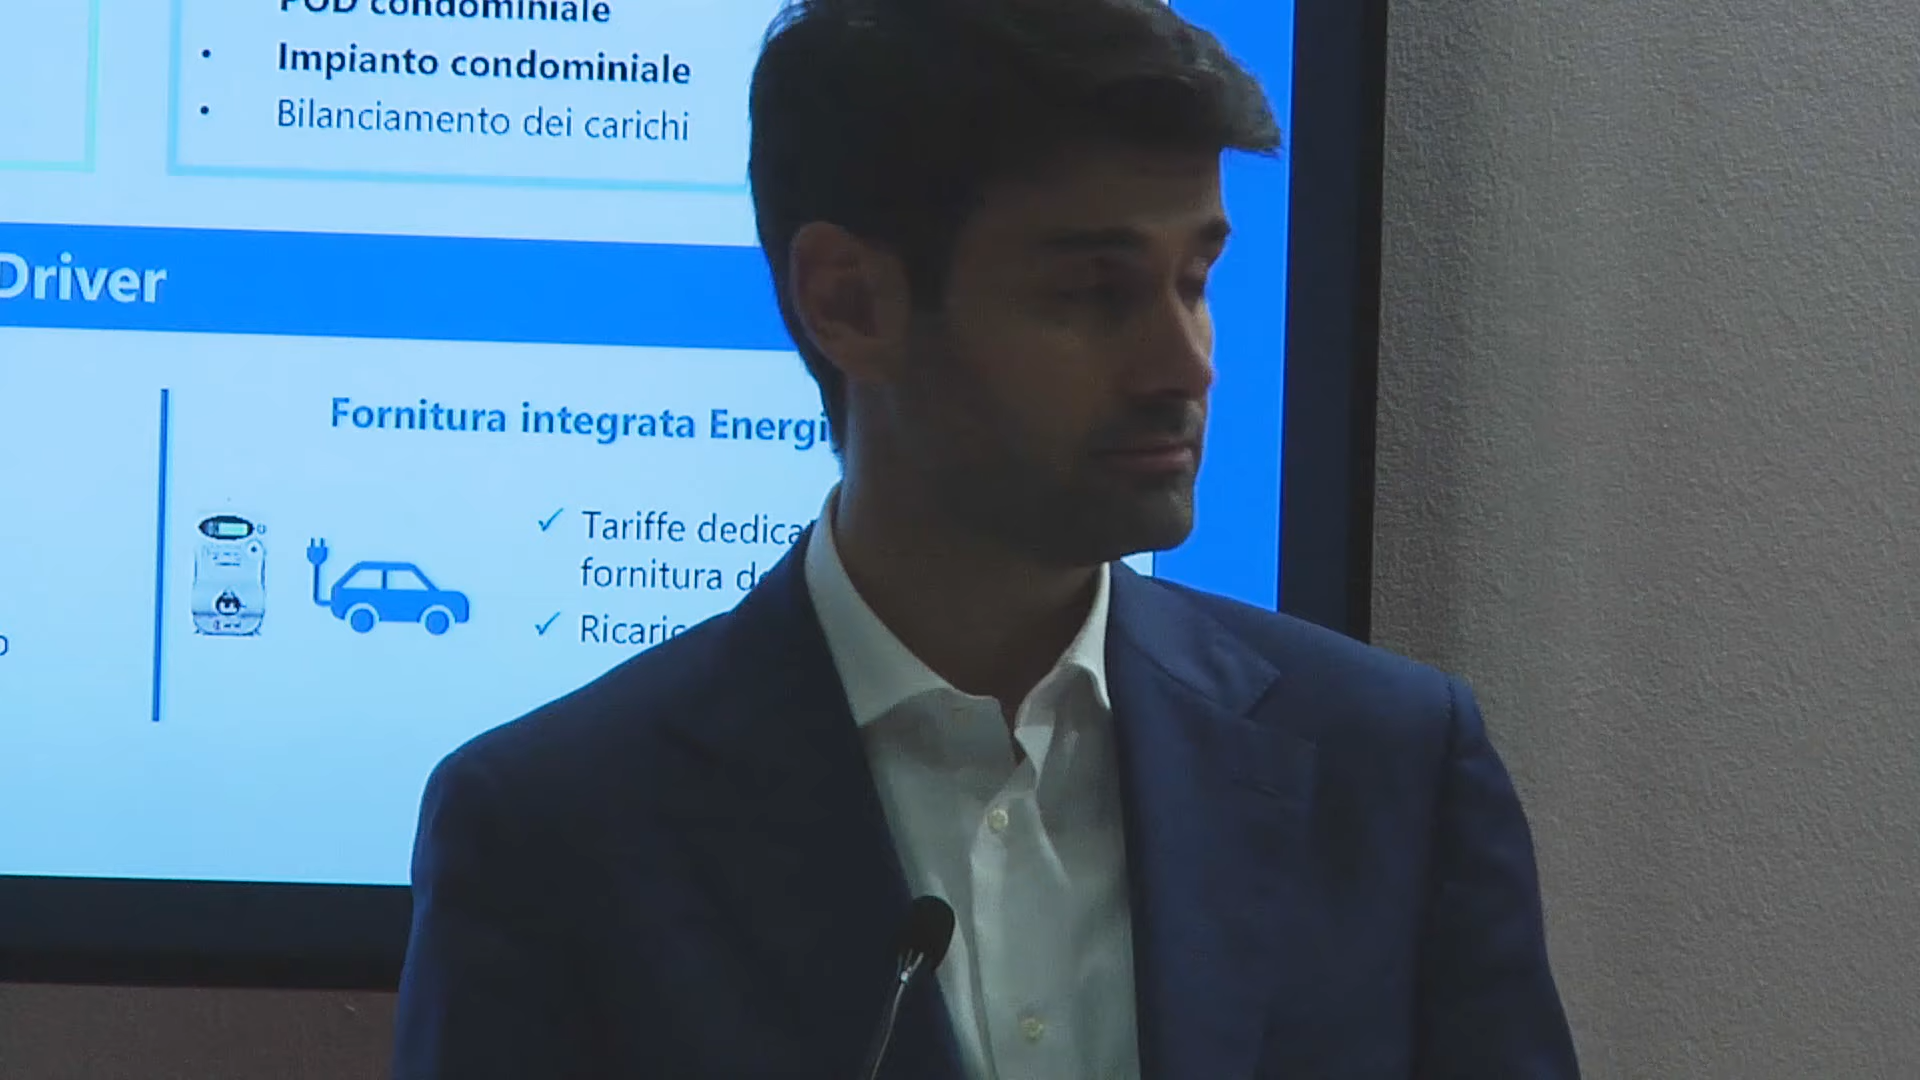 POD condominiale
• Impianto condominiale
• Bilanciamento dei carichi
Driver
Fornitura integrata Energi
✓ Tariffe dedica
fornitura d
✓ Ricaric